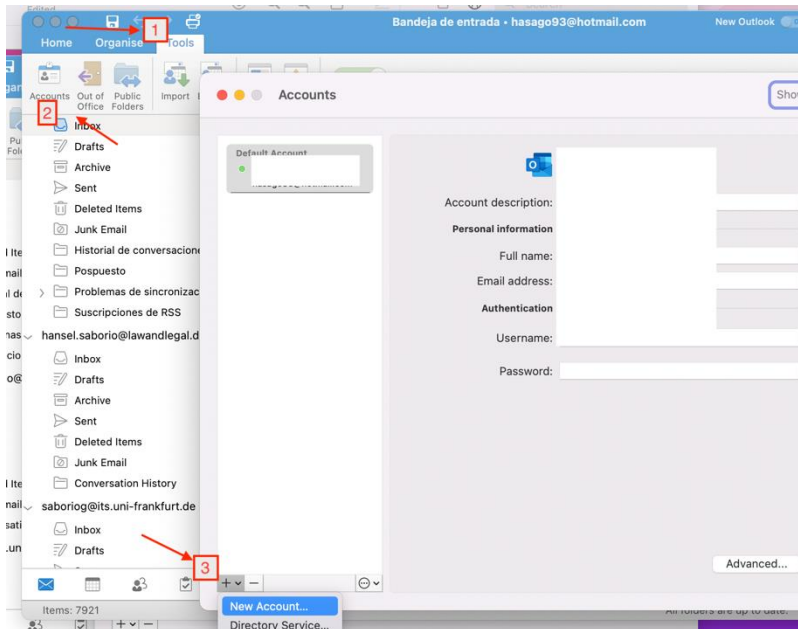 Edited
Bandeja de entrada • hasago93@hotmail.com
New Outlook
1
Home Organise Tools
Accounts
Out of Office
Public Folders
Import
2
Accounts
Inbox
Drafts
Archive
Sent
Deleted Items
Junk Email
Historial de conversacione
Pospuesto
Problemas de sincronizac
Suscripciones de RSS
hansel.saborio@lawandlegal.d
Inbox
Drafts
Archive
Sent
Deleted Items
Junk Email
Conversation History
saboriog@its.uni-frankfurt.de
Inbox
Drafts
Items: 7921
Default Account
Account description:
Personal information
Full name:
Email address:
Authentication
Username:
Password:
Advanced...
3
New Account...
Directory Service...
All folders are up to date.